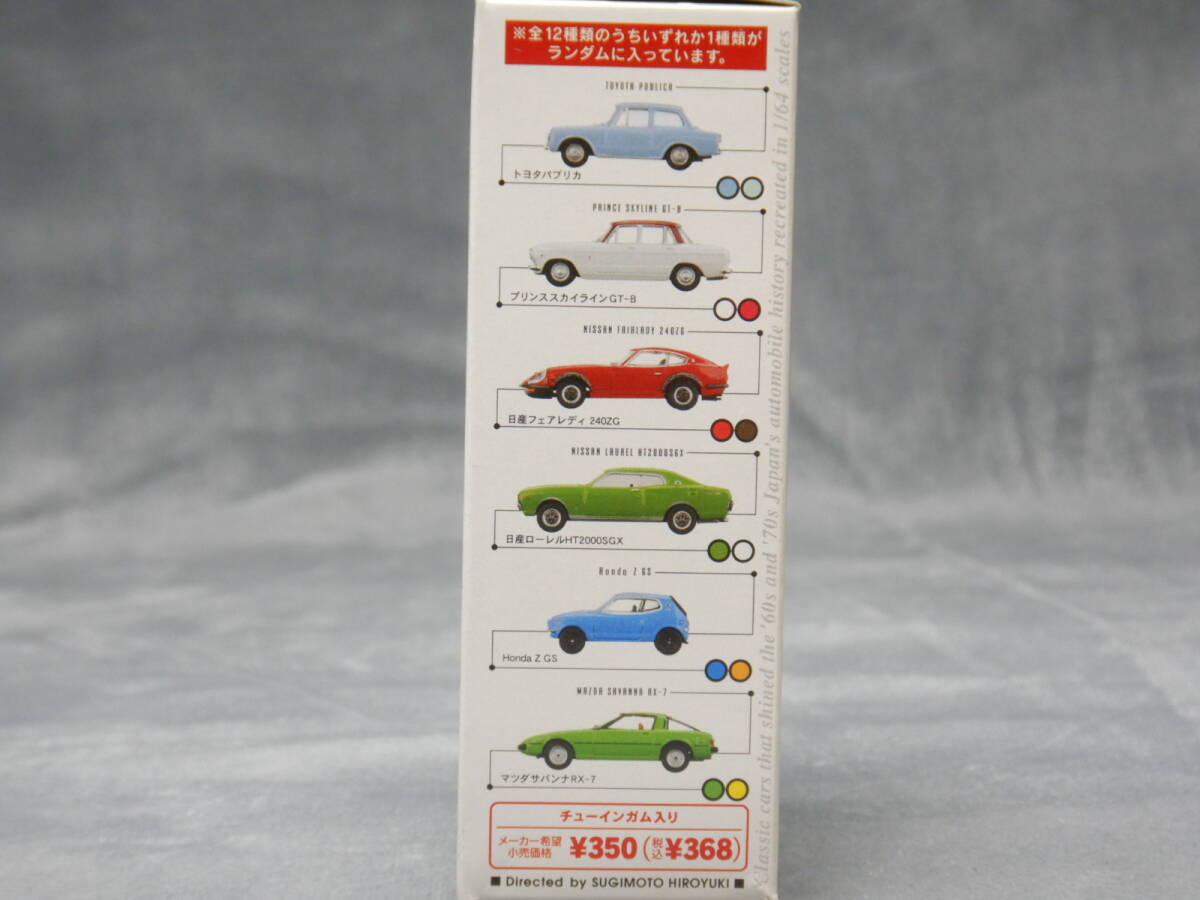 ※全12種類のうちいずれか1種類が
ランダムに入っています。
TOYOTA PUBLICA
トヨタパブリカ
PRINCE SKYLINE GT-B
プリンススカイラインGT-B
NISSAN FAIRLADY 240ZG
日産フェアレディ 240ZG
NISSAN LAUREL HT2000SGX
日産ローレルHT2000SGX
Honda Z GS
Honda Z GS
MAZDA SAVANNA RX-7
マツダサバンナRX-7
チューインガム入り
メーカー希望
小売価格
¥350(税込¥368)
■ Directed by SUGIMOTO HIROYUKI ■
Classic cars that shined the '60s and '70s Japan's automobile history recreated in 1/64 scales